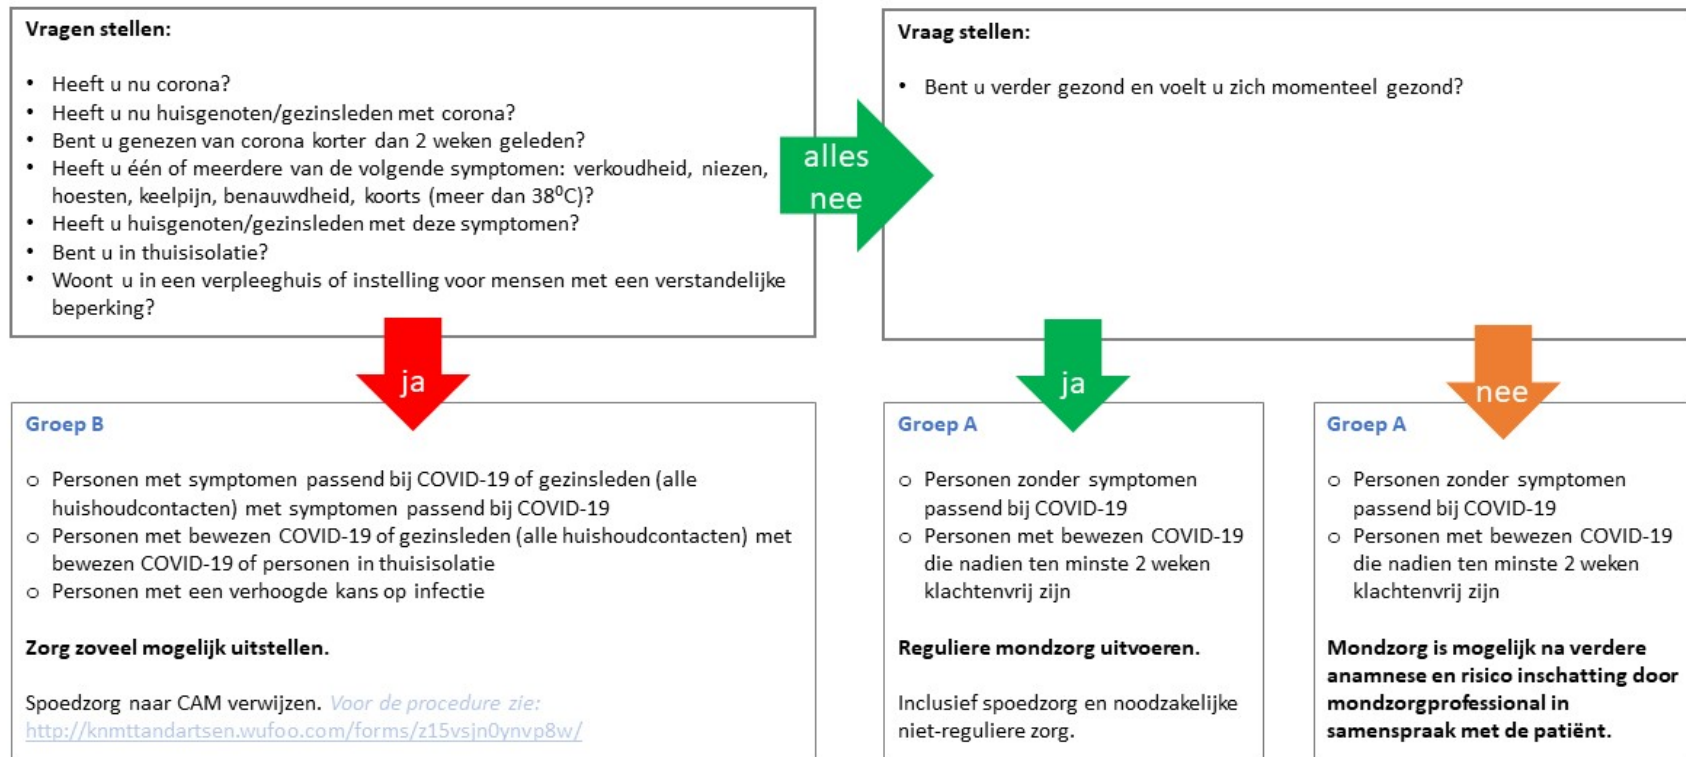 Vragen stellen:
• Heeft u nu corona?
• Heeft u nu huisgenoten/gezinsleden met corona?
• Bent u genezen van corona korter dan 2 weken geleden?
• Heeft u één of meerdere van de volgende symptomen: verkoudheid, niezen,
hoesten, keelpijn, benauwdheid, koorts (meer dan 38⁰C)?
• Heeft u huisgenoten/gezinsleden met deze symptomen?
• Bent u in thuisisolatie?
• Woont u in een verpleeghuis of instelling voor mensen met een verstandelijke
beperking?
alles
nee
Vraag stellen:
• Bent u verder gezond en voelt u zich momenteel gezond?
ja
ja
nee
Groep B
o Personen met symptomen passend bij COVID-19 of gezinsleden (alle
huishoudcontacten) met symptomen passend bij COVID-19
o Personen met bewezen COVID-19 of gezinsleden (alle huishoudcontacten) met
bewezen COVID-19 of personen in thuisisolatie
o Personen met een verhoogde kans op infectie
Zorg zoveel mogelijk uitstellen.
Spoedzorg naar CAM verwijzen. Voor de procedure zie:
http://knmttandartsen.wufoo.com/forms/z15vsjn0ynvp8w/
Groep A
o Personen zonder symptomen
passend bij COVID-19
o Personen met bewezen COVID-19
die nadien ten minste 2 weken
klachtenvrij zijn
Reguliere mondzorg uitvoeren.
Inclusief spoedzorg en noodzakelijke
niet-reguliere zorg.
Groep A
o Personen zonder symptomen
passend bij COVID-19
o Personen met bewezen COVID-19
die nadien ten minste 2 weken
klachtenvrij zijn
Mondzorg is mogelijk na verdere
anamnese en risico inschatting door
mondzorgprofessional in
samenspraak met de patiënt.